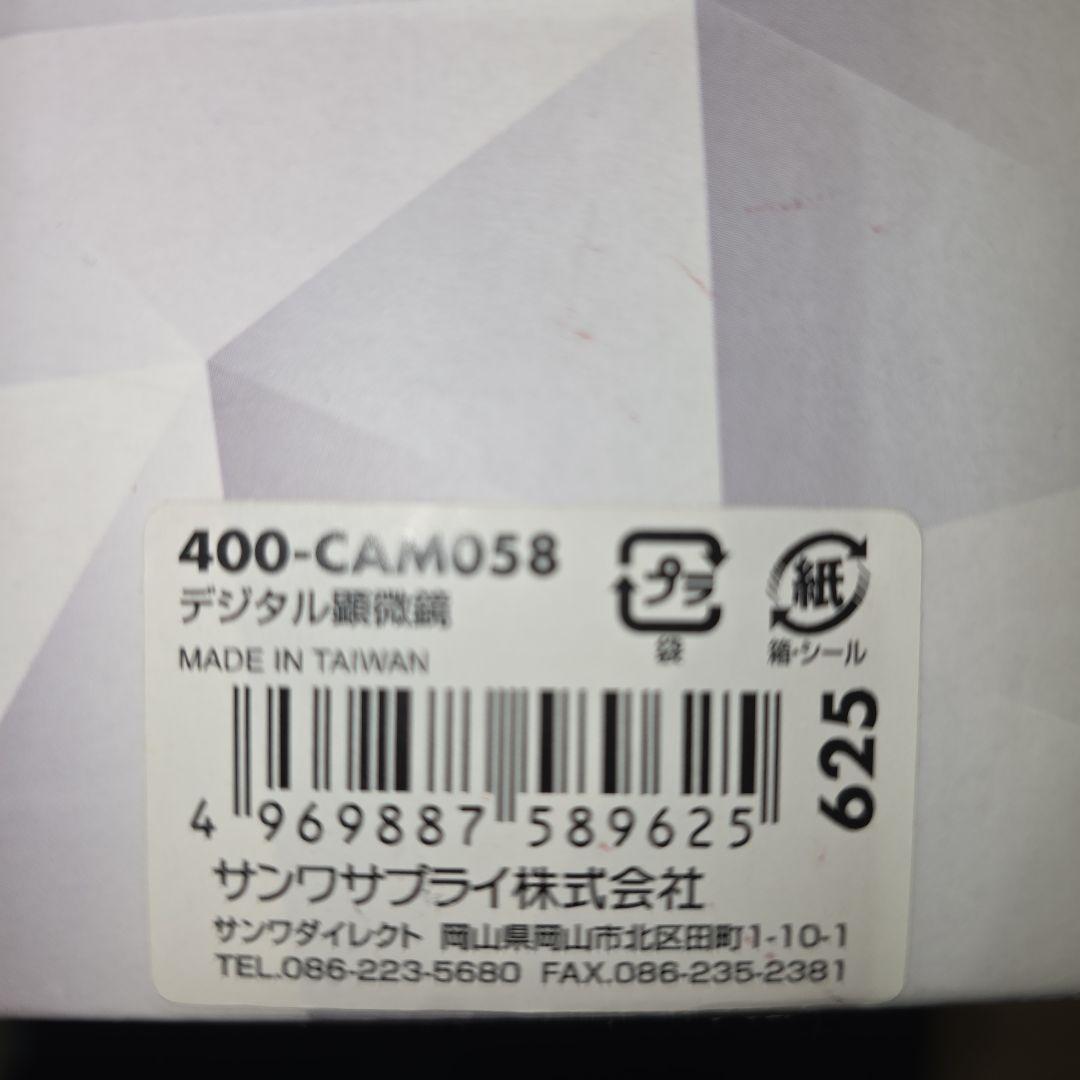 400-CAM058
デジタル顕微鏡
MADE IN TAIWAN
プラ
袋
紙
箱・シール
625
4 969887 589625
サンワサプライ株式会社
サンワダイレクト 岡山県岡山市北区田町1-10-1
TEL.086-223-5680 FAX.086-235-2381